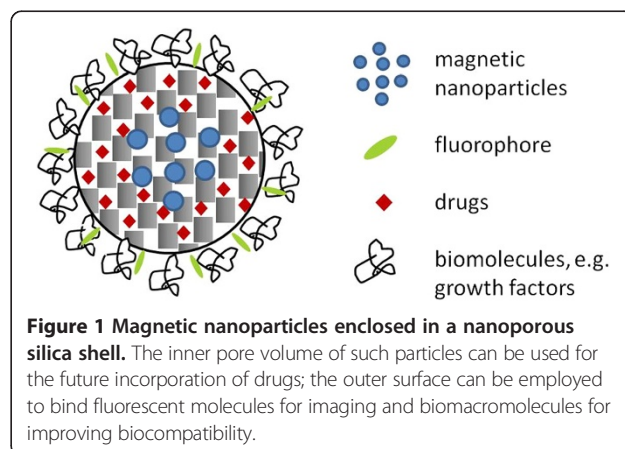 magnetic
nanoparticles
fluorophore
drugs
biomolecules, e.g.
growth factors
Figure 1 Magnetic nanoparticles enclosed in a nanoporous
silica shell. The inner pore volume of such particles can be used for
the future incorporation of drugs; the outer surface can be employed
to bind fluorescent molecules for imaging and biomacromolecules for
improving biocompatibility.